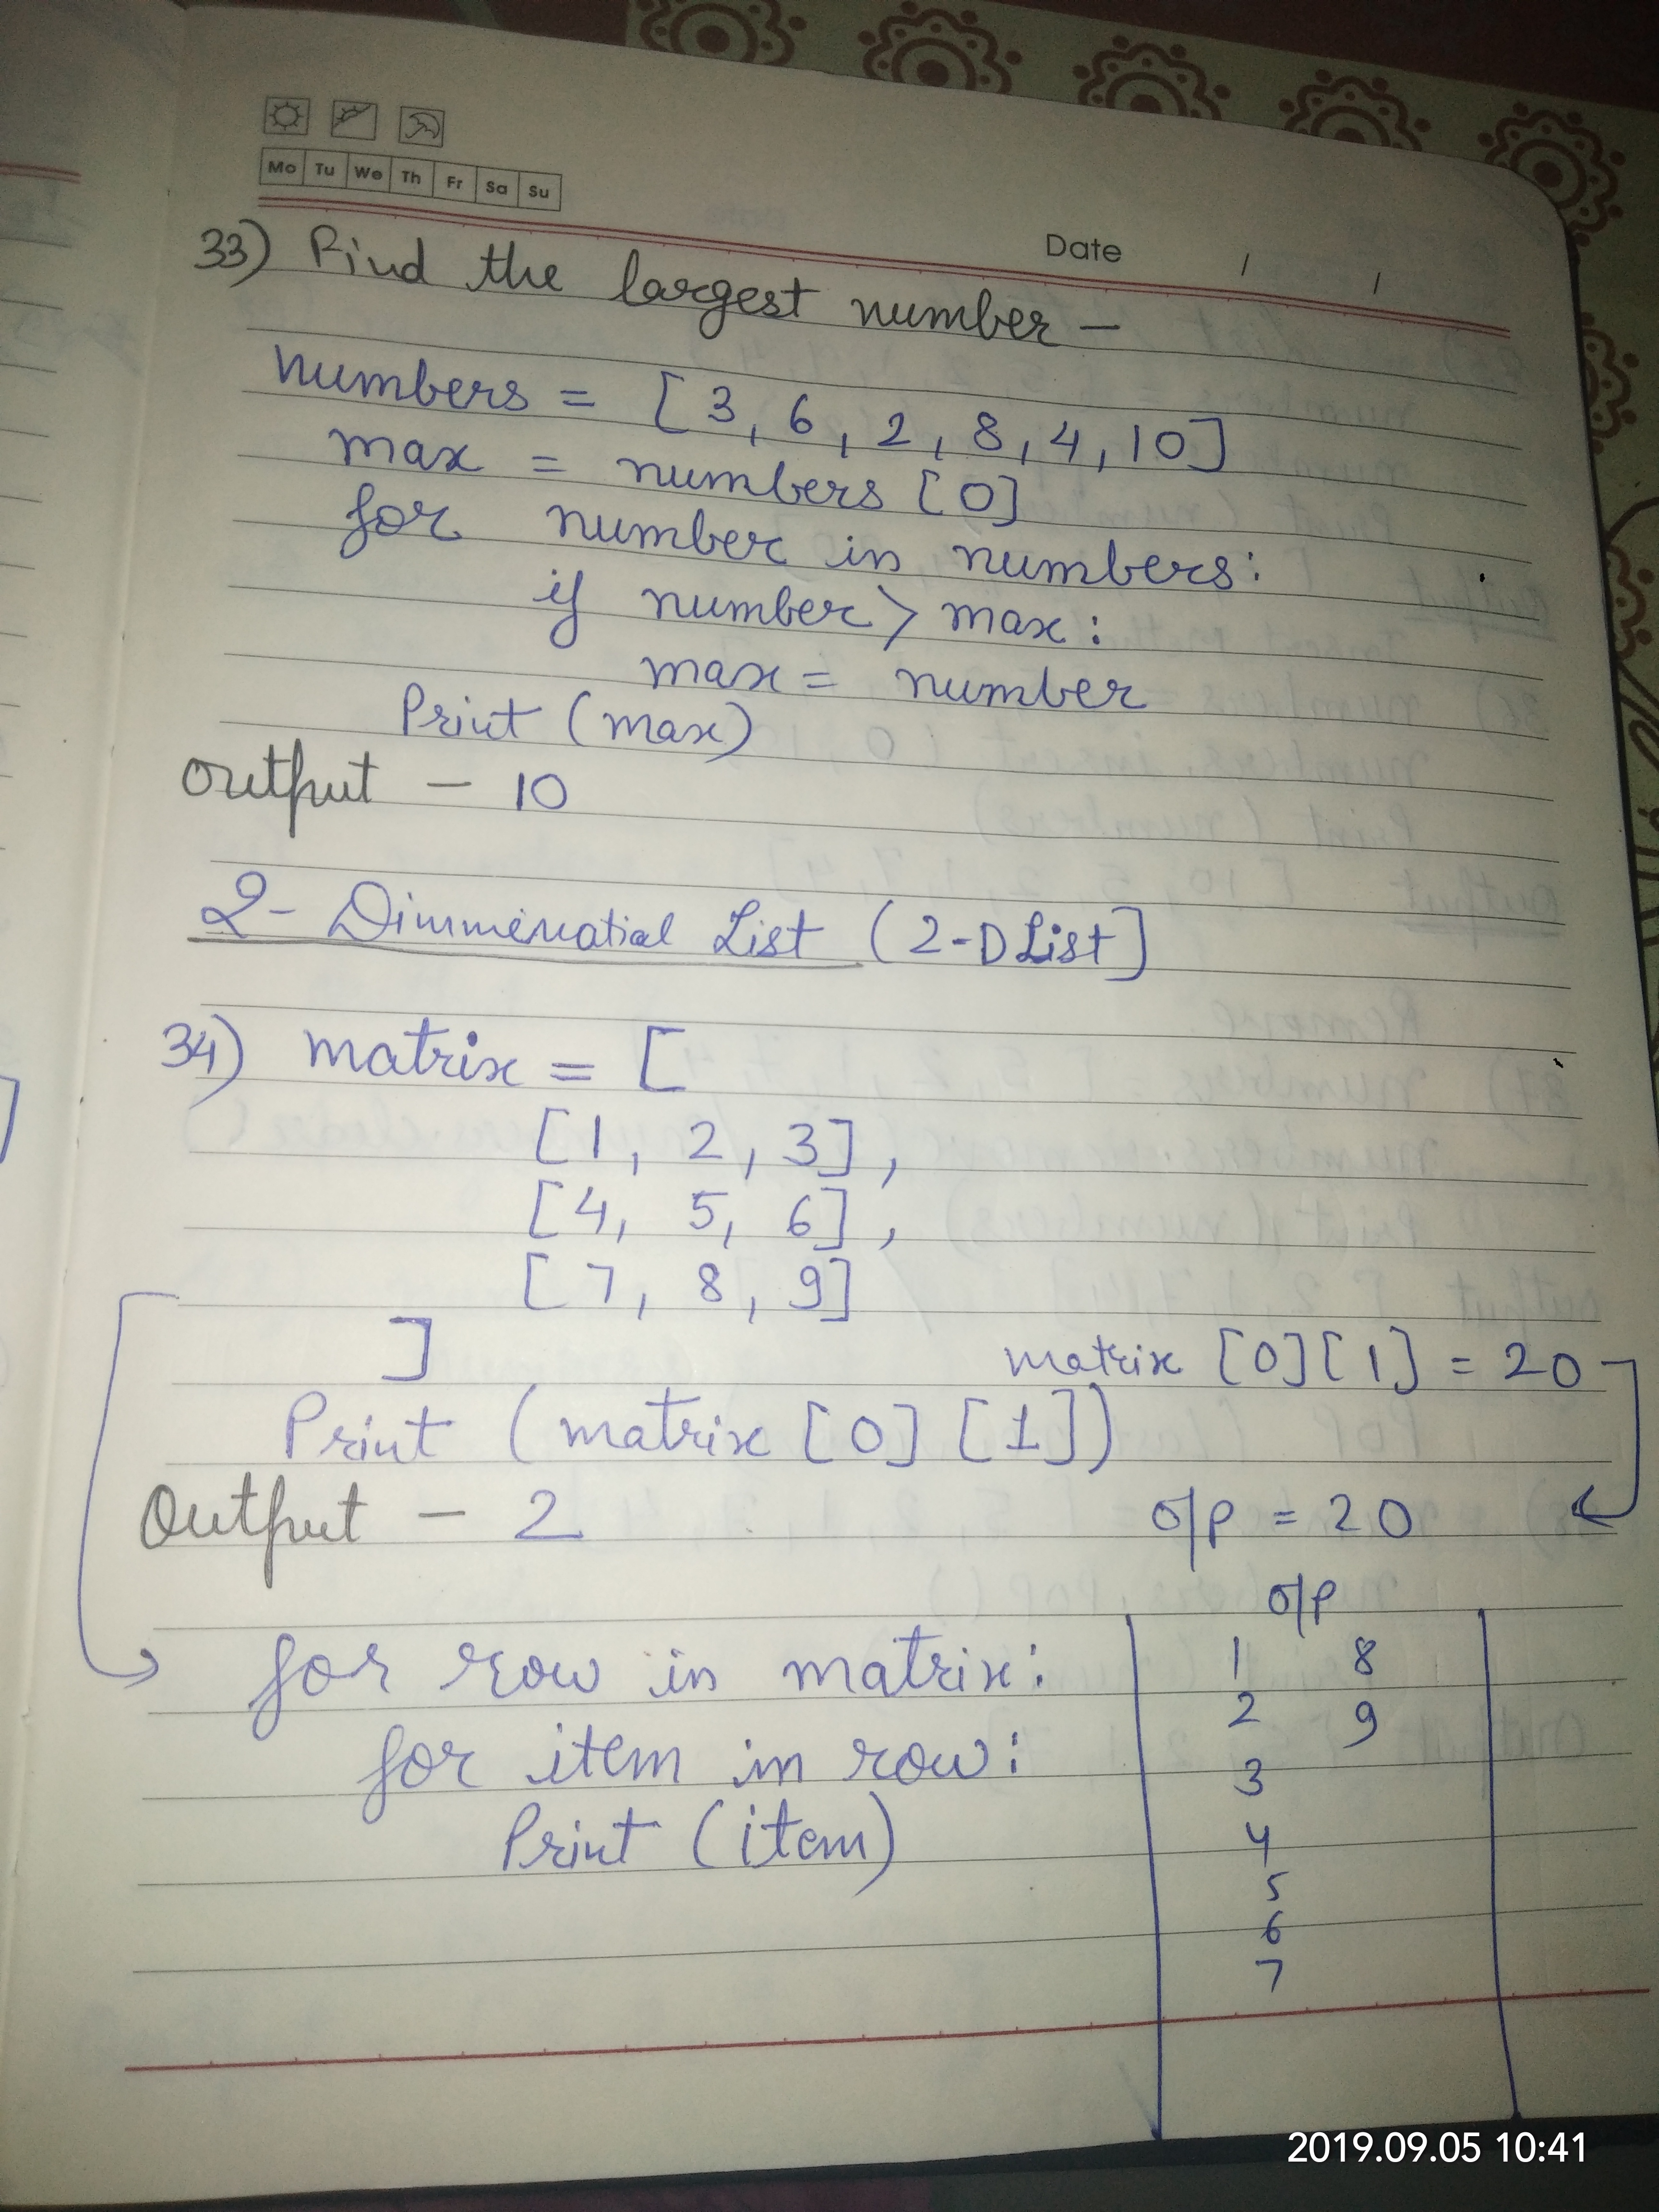 Mo Tu We Th Fr Sa Su
Date / /
33) Find the largest number –
numbers = [ 3, 6, 2, 8, 4, 10]
max = numbers [0]
for number in numbers:
if number > max:
max = number
Print (max)
output – 10
2- Dimmenatial List (2-D List]
34) matrix = [
[1, 2, 3],
[4, 5, 6],
[7, 8, 9]
]
matrix [0][1] = 20
Print (matrix [0] [1])
Output – 2
o/p = 20
o/p
for row in matrix:
for item in row:
Print (item)
1 8
2 9
3
4
5
6
7
2019.09.05 10:41